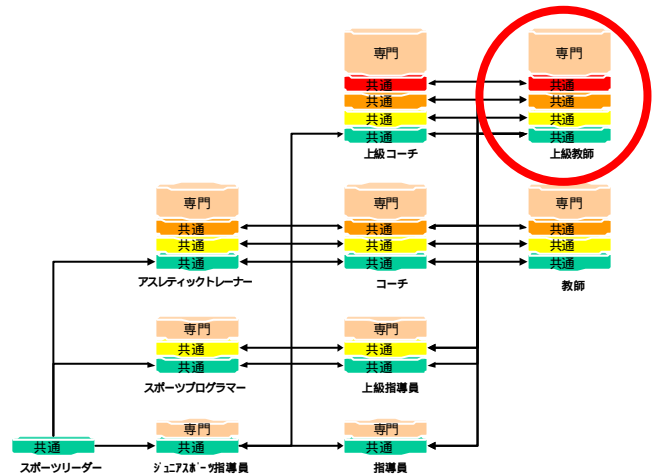 専門
専門
共通
共通
共通
共通
共通
共通
共通
共通
上級コーチ
上級教師
専門
専門
専門
共通
共通
共通
共通
共通
共通
共通
共通
共通
アスレティックトレーナー
コーチ
教師
専門
専門
共通
共通
共通
共通
スポーツプログラマー
上級指導員
専門
専門
共通
共通
共通
スポーツリーダー
ジュニアスポーツ指導員
指導員